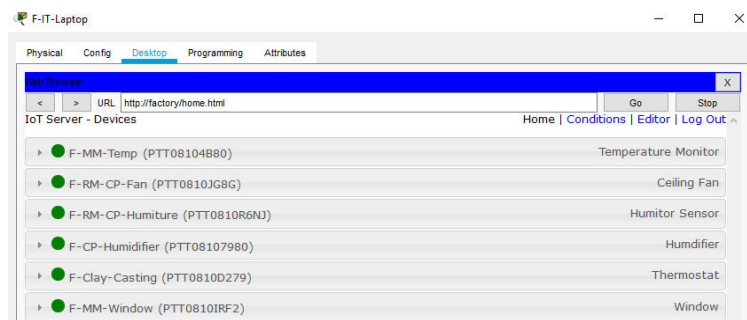 F-IT-Laptop
Physical Config Desktop Programming Attributes
Web Browser X
< > URL http://factory/home.html Go Stop
IoT Server - Devices Home | Conditions | Editor | Log Out
F-MM-Temp (PTT08104B80) Temperature Monitor
F-RM-CP-Fan (PTT0810JG8G) Ceiling Fan
F-RM-CP-Humiture (PTT0810R6NJ) Humitor Sensor
F-CP-Humidifier (PTT08107980) Humdifier
F-Clay-Casting (PTT0810D279) Thermostat
F-MM-Window (PTT0810IRF2) Window